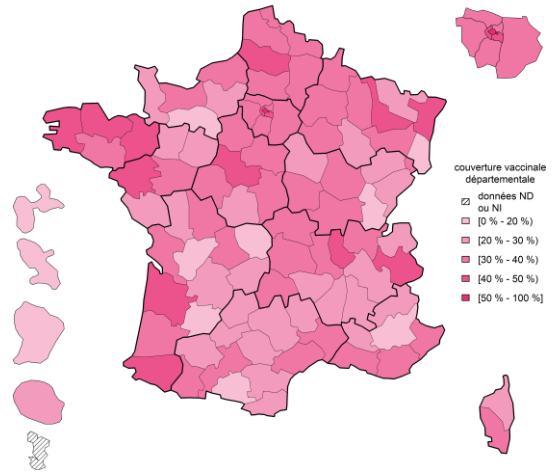 couverture vaccinale
départementale
données ND
ou NI
[0 % - 20 %)
[20 % - 30 %)
[30 % - 40 %)
[40 % - 50 %)
[50 % - 100 %]